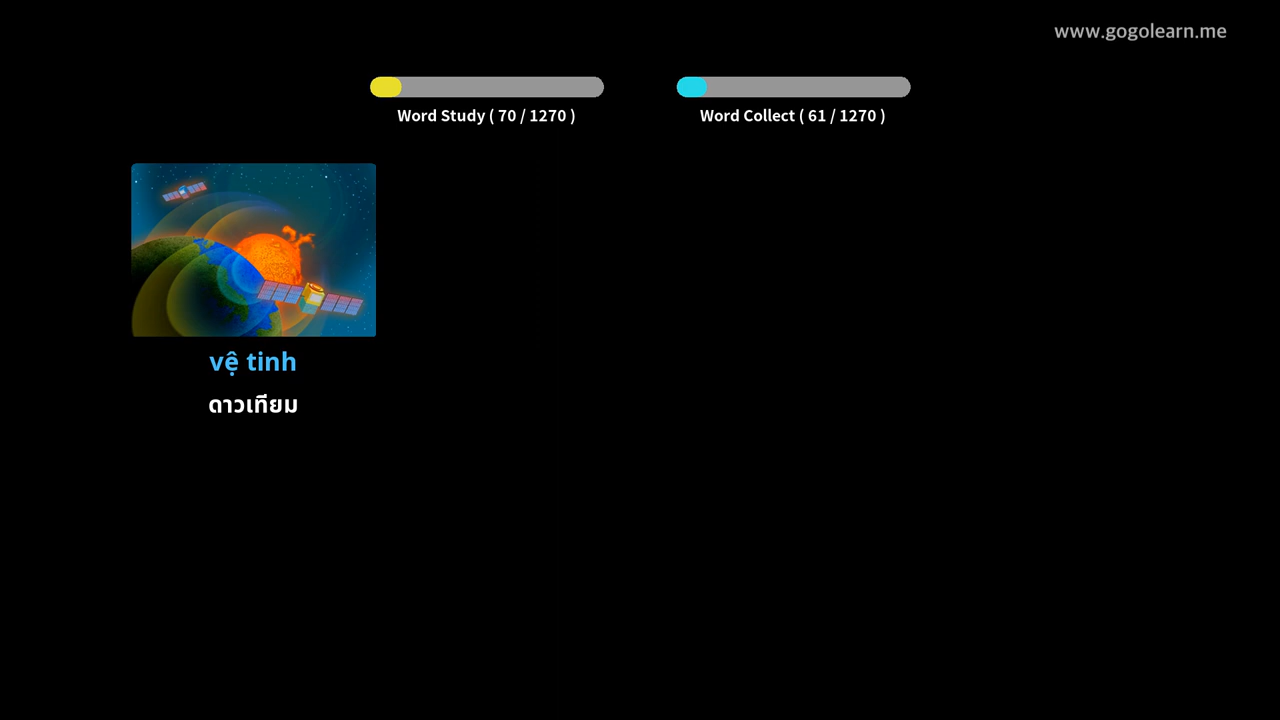 www.gogolearn.me
Word Study ( 70 / 1270 )
Word Collect ( 61 / 1270 )
vệ tinh
ดาวเทียม